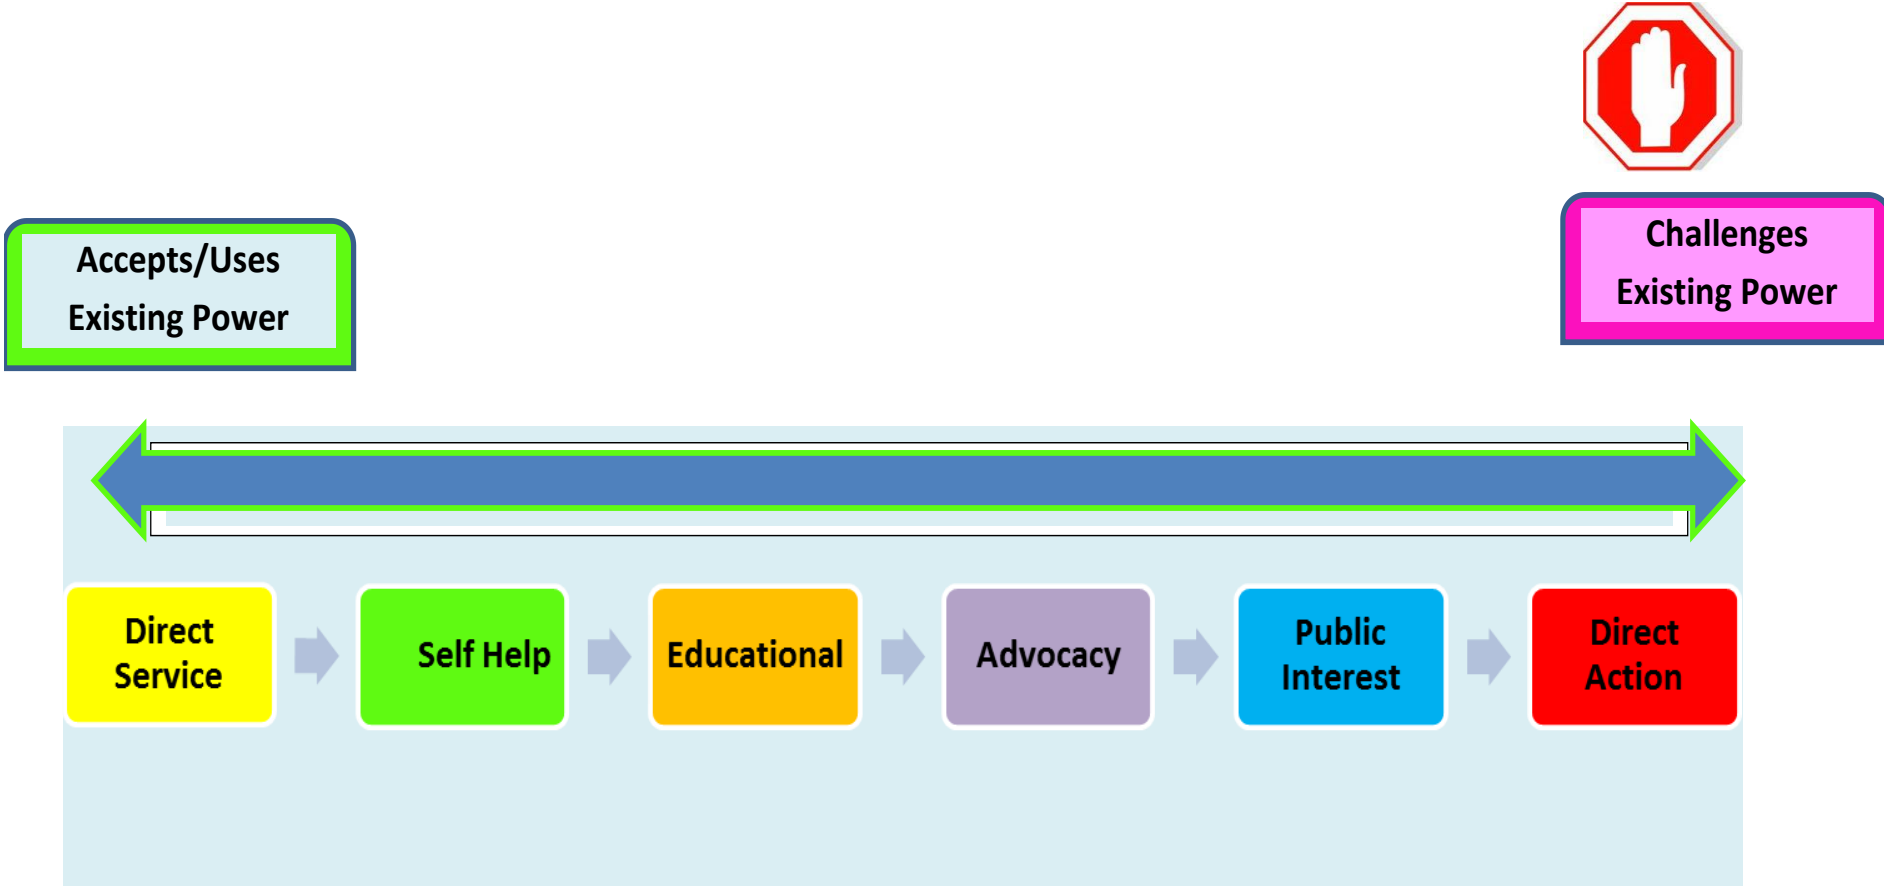 Accepts/Uses
Existing Power
Challenges
Existing Power
Direct
Service
Self Help
Educational
Advocacy
Public
Interest
Direct
Action